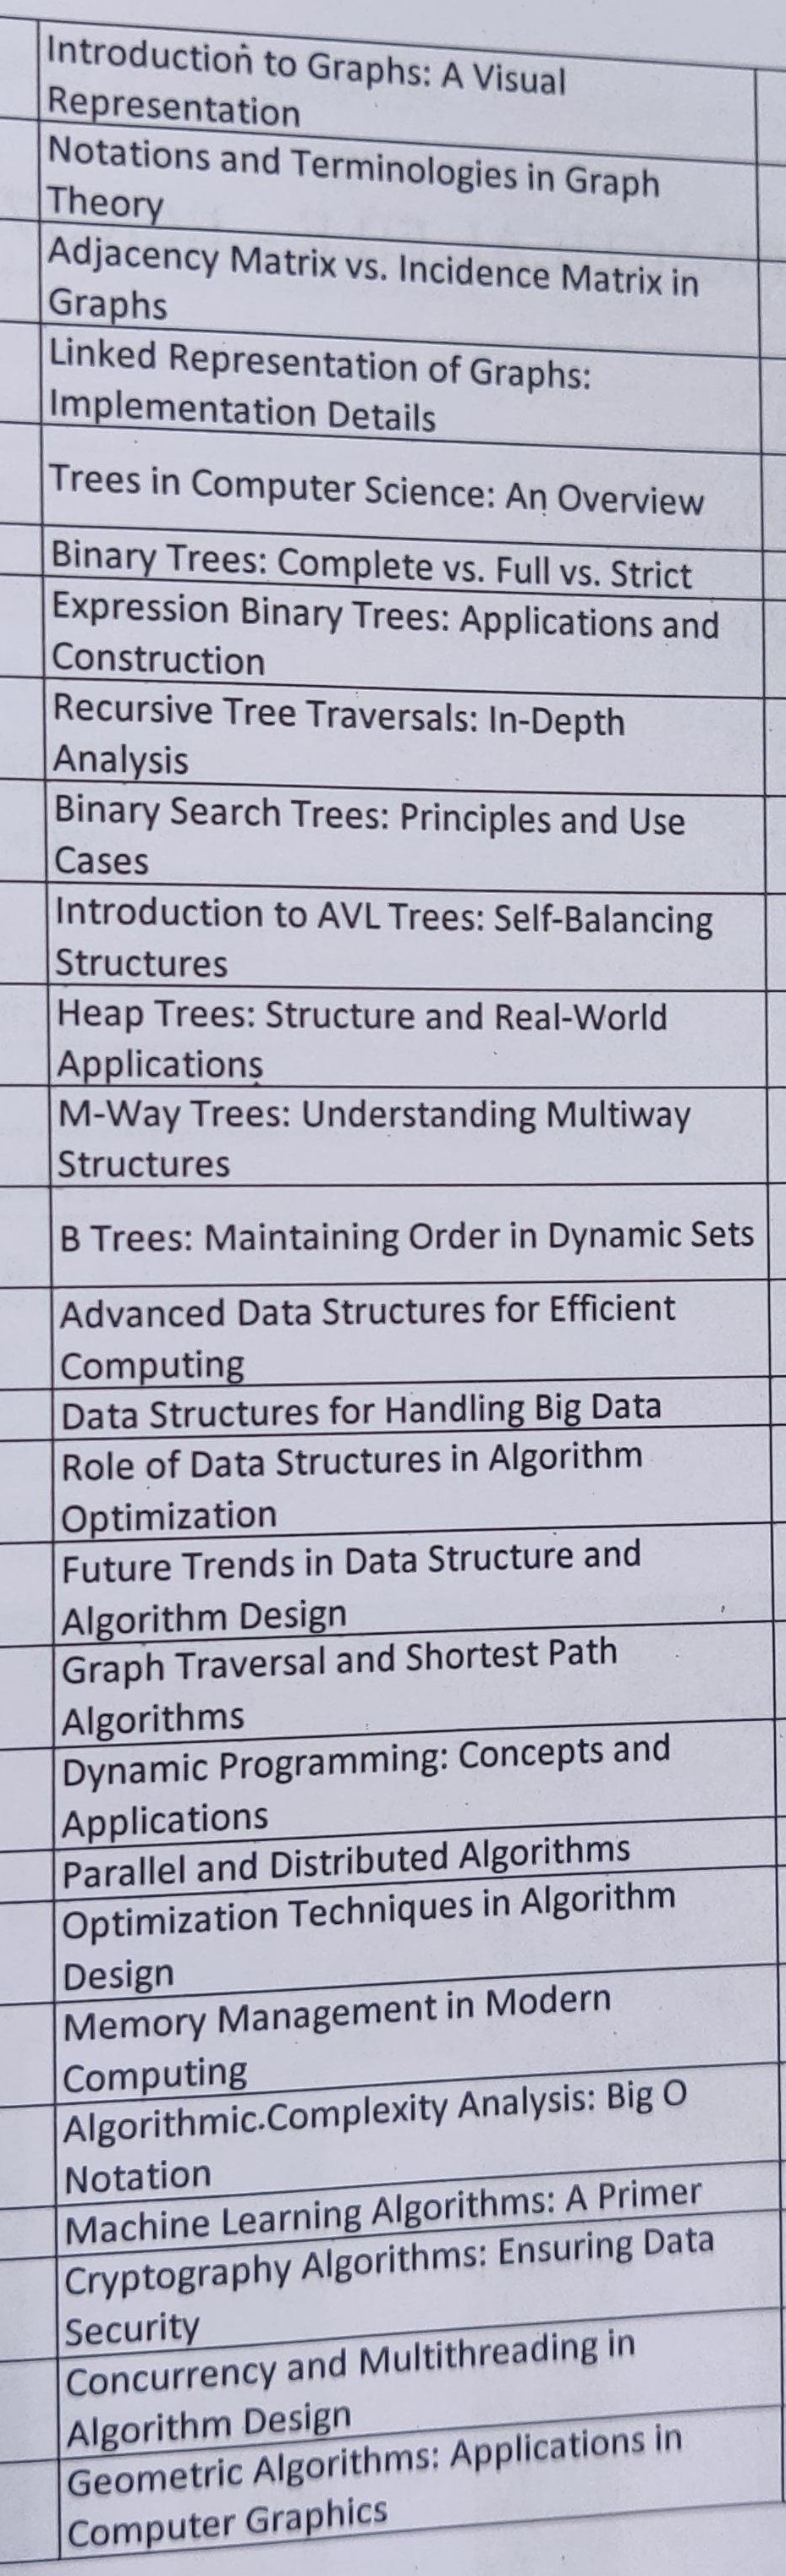 Introduction to Graphs: A Visual
Representation
Notations and Terminologies in Graph
Theory
Adjacency Matrix vs. Incidence Matrix in
Graphs
Linked Representation of Graphs:
Implementation Details
Trees in Computer Science: An Overview
Binary Trees: Complete vs. Full vs. Strict
Expression Binary Trees: Applications and
Construction
Recursive Tree Traversals: In-Depth
Analysis
Binary Search Trees: Principles and Use
Cases
Introduction to AVL Trees: Self-Balancing
Structures
Heap Trees: Structure and Real-World
Applications
M-Way Trees: Understanding Multiway
Structures
B Trees: Maintaining Order in Dynamic Sets
Advanced Data Structures for Efficient
Computing
Data Structures for Handling Big Data
Role of Data Structures in Algorithm
Optimization
Future Trends in Data Structure and
Algorithm Design
Graph Traversal and Shortest Path
Algorithms
Dynamic Programming: Concepts and
Applications
Parallel and Distributed Algorithms
Optimization Techniques in Algorithm
Design
Memory Management in Modern
Computing
Algorithmic.Complexity Analysis: Big O
Notation
Machine Learning Algorithms: A Primer
Cryptography Algorithms: Ensuring Data
Security
Concurrency and Multithreading in
Algorithm Design
Geometric Algorithms: Applications in
Computer Graphics